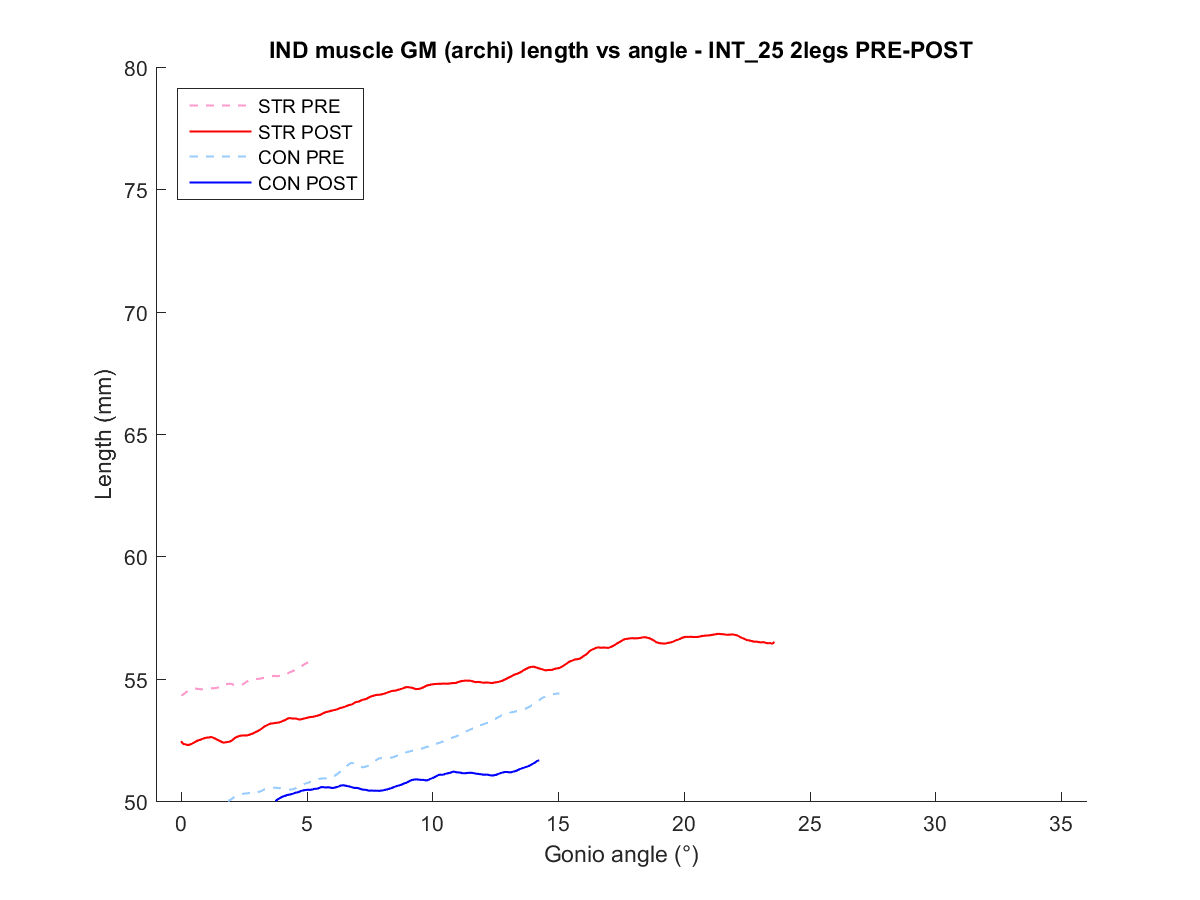 IND muscle GM (archi) length vs angle - INT_25 2legs PRE-POST
80
75
70
65
60
55
50
Length (mm)
STR PRE
STR POST
CON PRE
CON POST
0 5 10 15 20 25 30 35
Gonio angle (°)